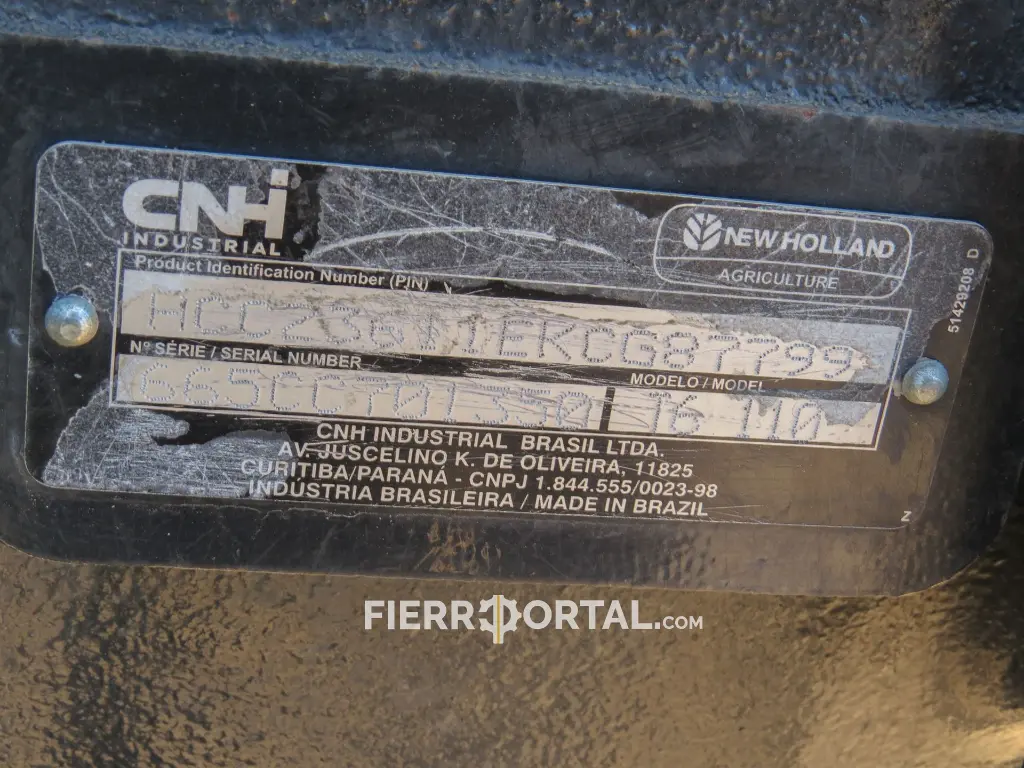 CNH
INDUSTRIAL
NEW HOLLAND
AGRICULTURE
Product Identification Number (PIN)
Nº SÉRIE / SERIAL NUMBER
MODELO / MODEL
110
CNH INDUSTRIAL BRASIL LTDA.
AV. JUSCELINO K. DE OLIVEIRA, 11825
CURITIBA/PARANÁ - CNPJ 1.844.555/0023-98
INDÚSTRIA BRASILEIRA / MADE IN BRAZIL
Z
51429208 D
FIERROPORTAL.COM